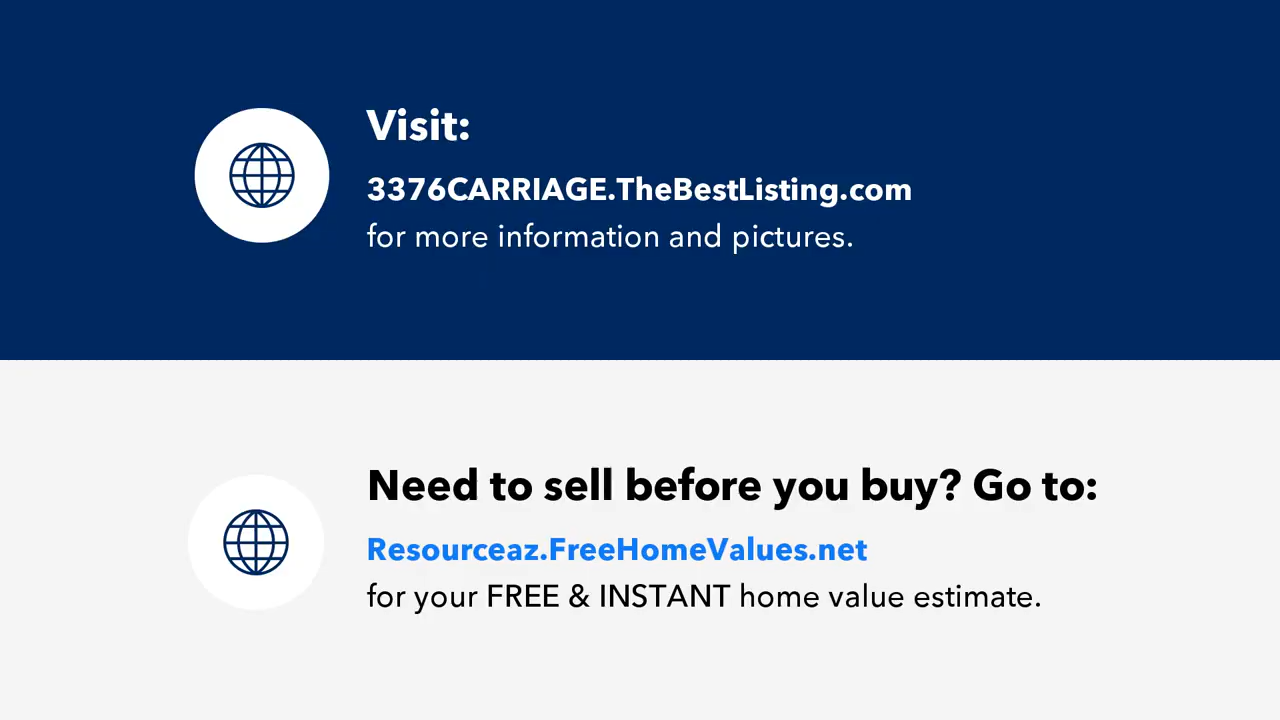 Visit:
3376CARRIAGE.TheBestListing.com
for more information and pictures.
Need to sell before you buy? Go to:
Resourceaz.FreeHomeValues.net
for your FREE & INSTANT home value estimate.